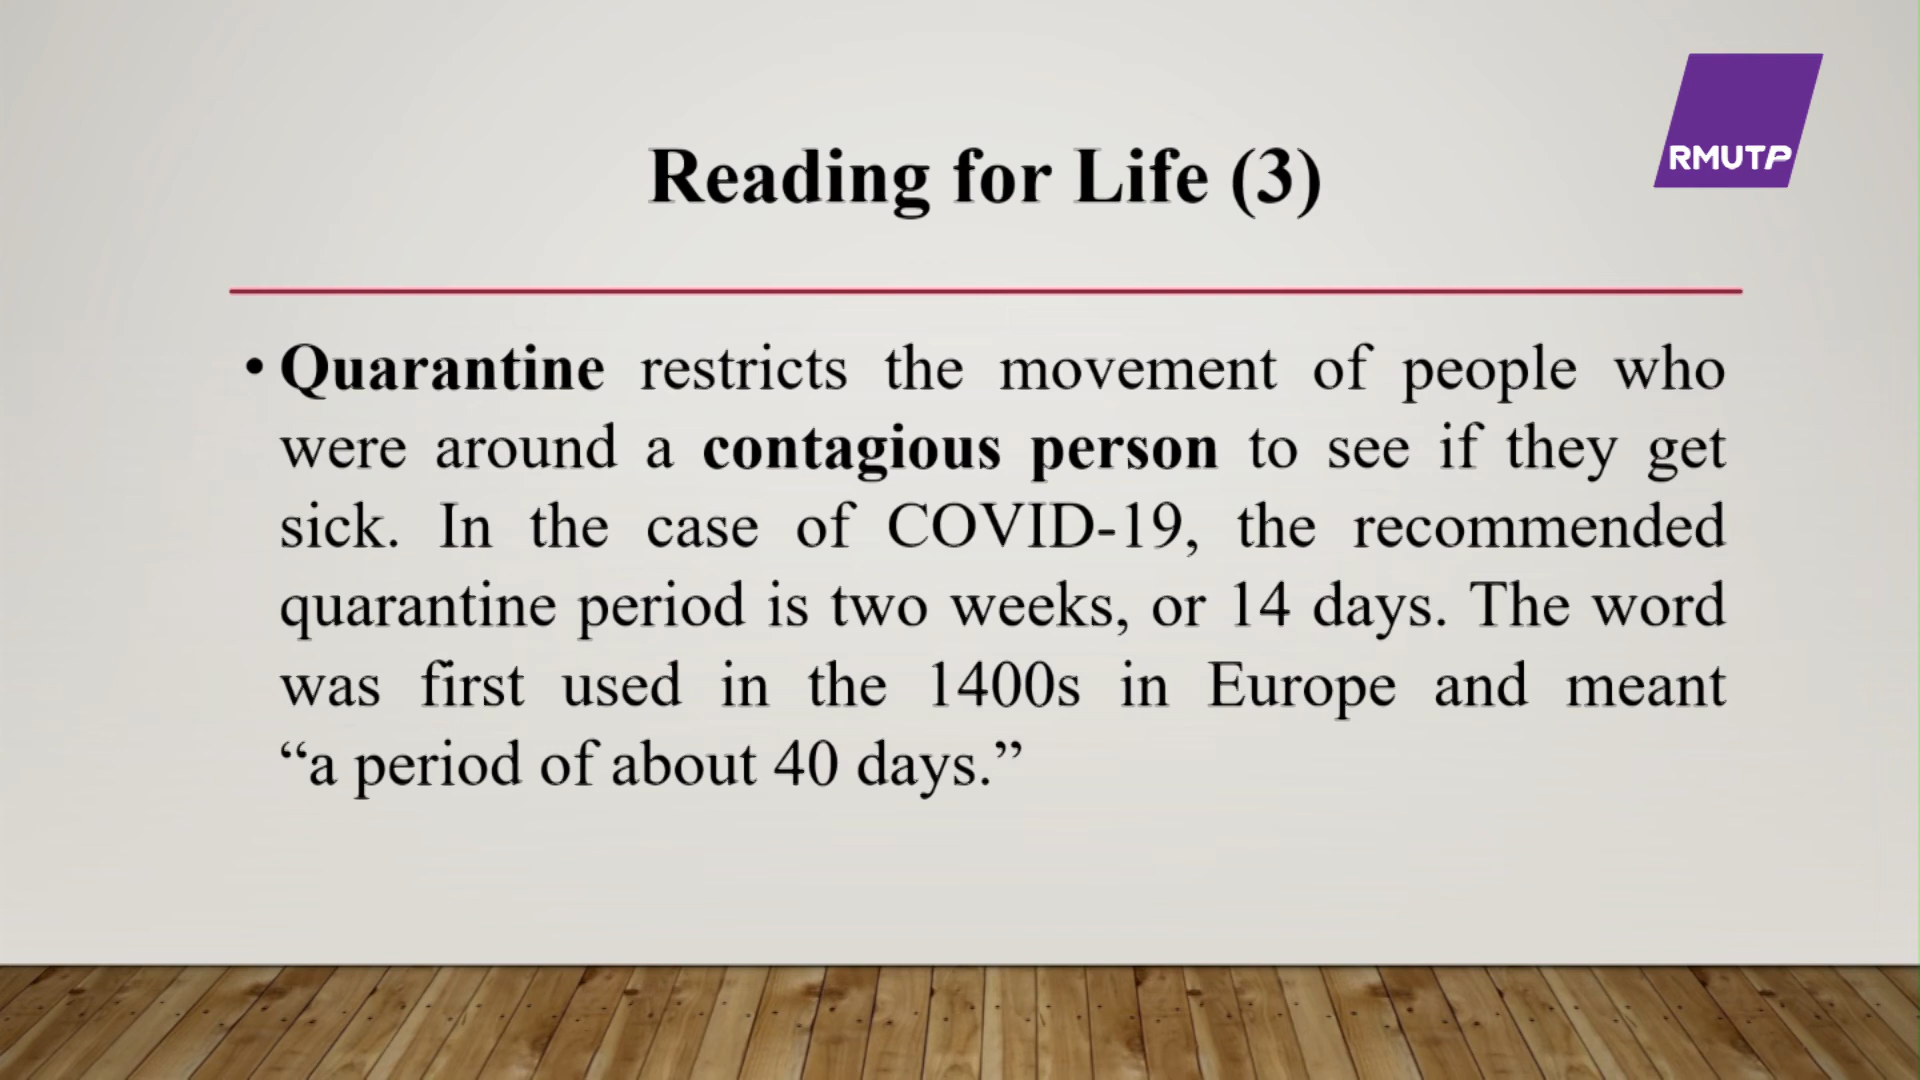 RMUTP
Reading for Life (3)
• Quarantine restricts the movement of people who
were around a contagious person to see if they get
sick. In the case of COVID-19, the recommended
quarantine period is two weeks, or 14 days. The word
was first used in the 1400s in Europe and meant
“a period of about 40 days.”